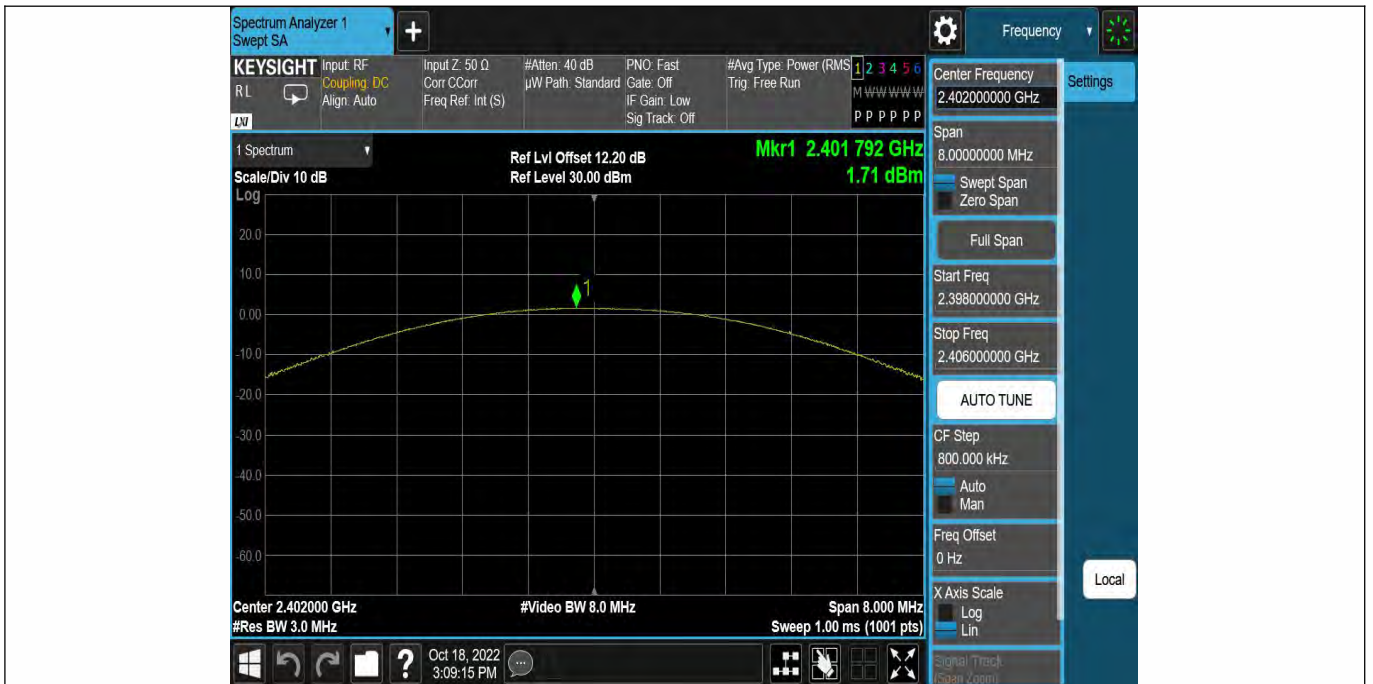 Spectrum Analyzer 1
Swept SA
+
Frequency
KEYSIGHT
RL
LXI
Input: RF
Coupling: DC
Align: Auto
Input Z: 50 Ω
Corr CCorr
Freq Ref: Int (S)
#Atten: 40 dB
µW Path: Standard
PNO: Fast
Gate: Off
IF Gain: Low
Sig Track: Off
#Avg Type: Power (RMS
Trig: Free Run
1 2 3 4 5 6
M W W W W W
P P P P P P
1 Spectrum
Scale/Div 10 dB
Ref Lvl Offset 12.20 dB
Ref Level 30.00 dBm
Mkr1 2.401 792 GHz
1.71 dBm
Log
20.0
10.0
0.00
-10.0
-20.0
-30.0
-40.0
-50.0
-60.0
1
Center 2.402000 GHz
#Res BW 3.0 MHz
#Video BW 8.0 MHz
Span 8.000 MHz
Sweep 1.00 ms (1001 pts)
Center Frequency
2.402000000 GHz
Settings
Span
8.00000000 MHz
Swept Span
Zero Span
Full Span
Start Freq
2.398000000 GHz
Stop Freq
2.406000000 GHz
AUTO TUNE
CF Step
800.000 kHz
Auto
Man
Freq Offset
0 Hz
X Axis Scale
Log
Lin
Signal Track
(Span Zoom)
Local
?
Oct 18, 2022
3:09:15 PM